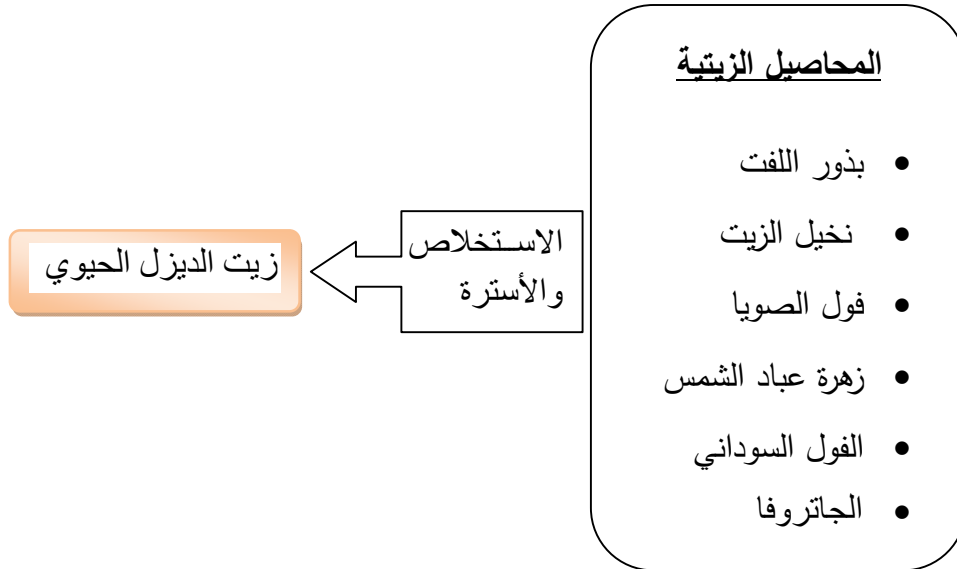 المحاصيل الزيتية
• بذور اللفت
• نخيل الزيت
• فول الصويا
• زهرة عباد الشمس
• الفول السوداني
• الجاتروفا
الاستخلاص
والأسترة
زيت الديزل الحيوي